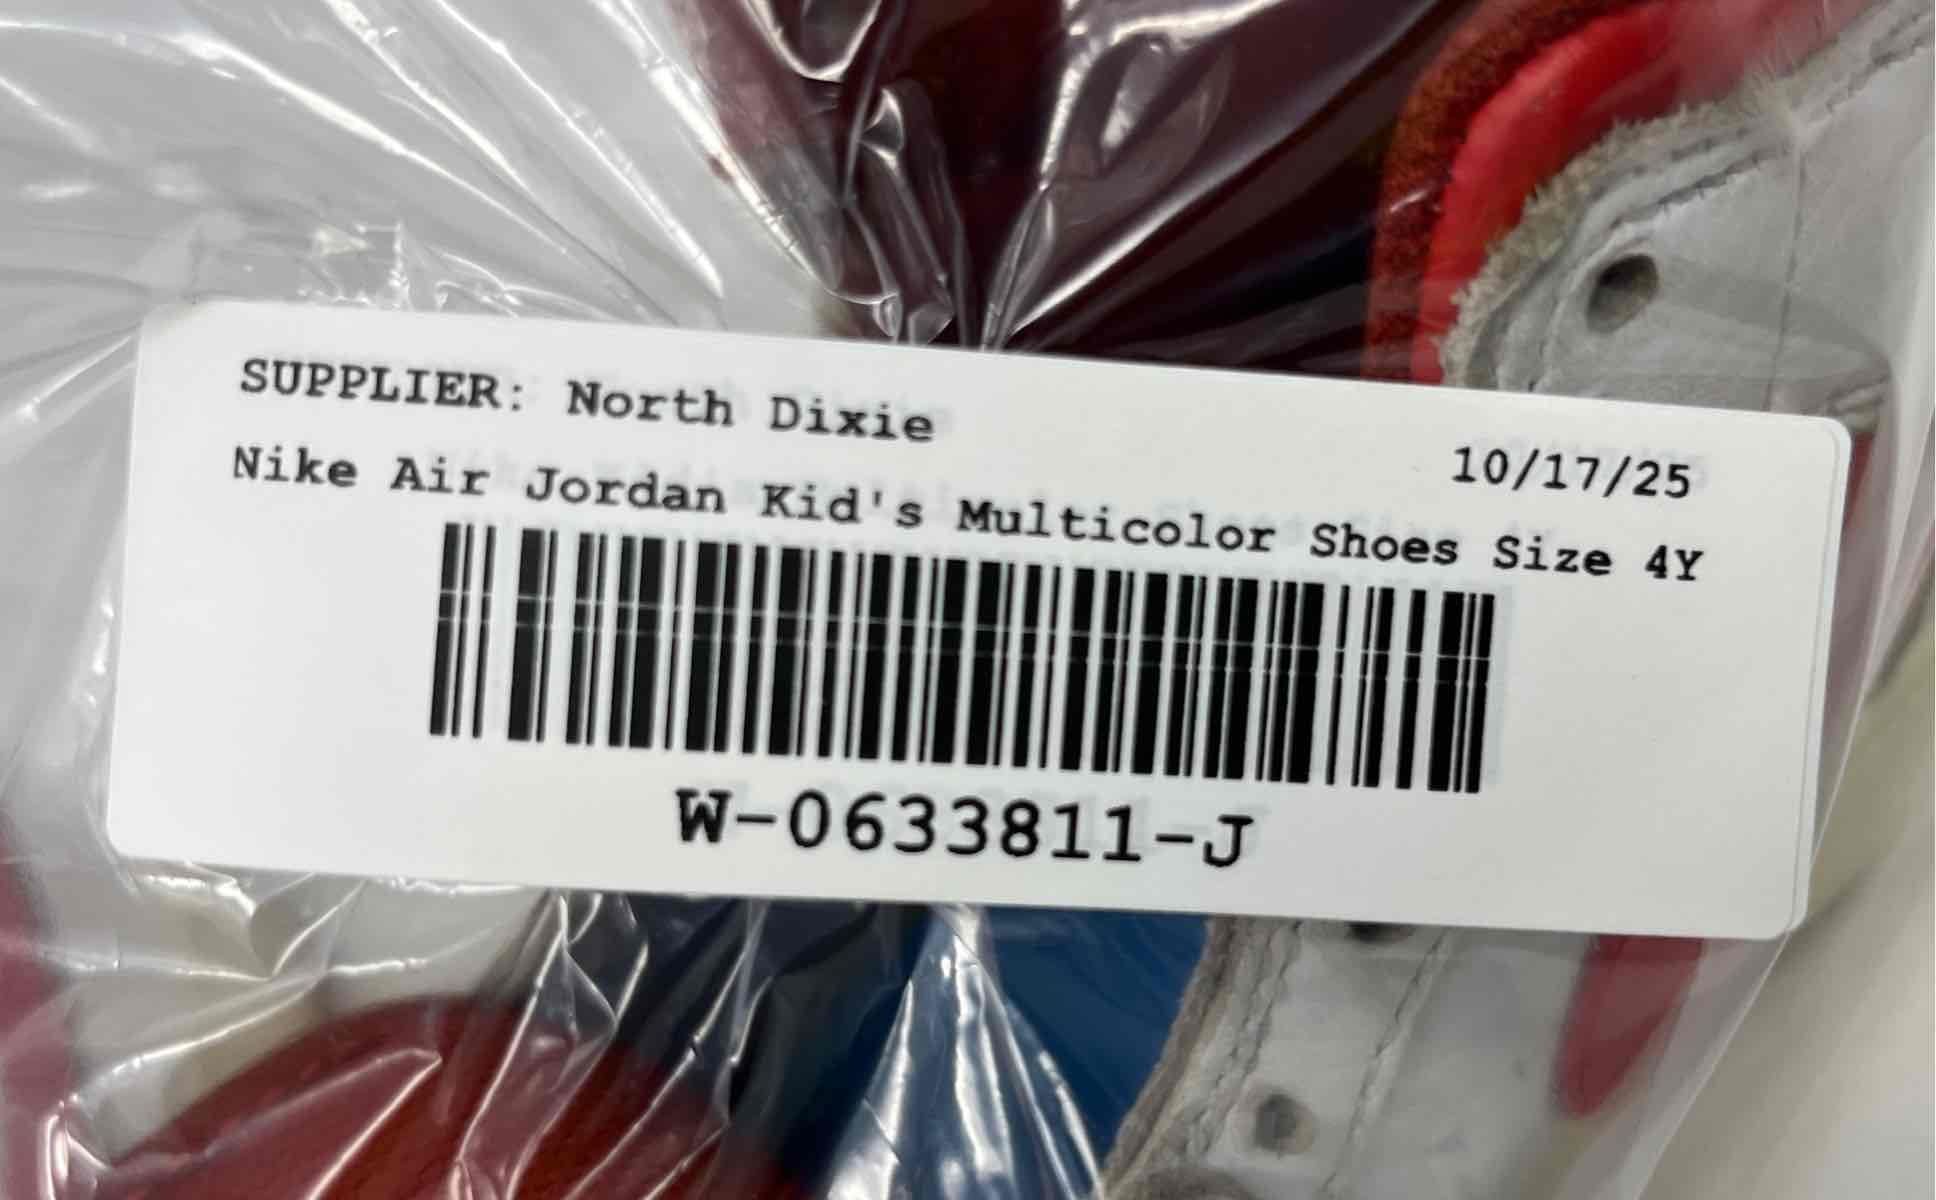 SUPPLIER: North Dixie
10/17/25
Nike Air Jordan Kid's Multicolor Shoes Size 4Y
W-0633811-J